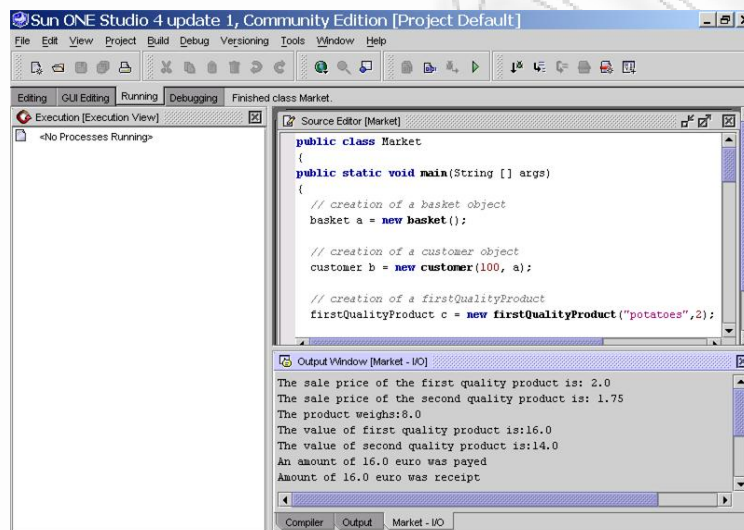 Sun ONE Studio 4 update 1, Community Edition [Project Default]
File Edit View Project Build Debug Versioning Tools Window Help
Editing GUI Editing Running Debugging Finished class Market.
Execution [Execution View]
<No Processes Running>
Source Editor [Market]
public class Market
{
public static void main(String [] args)
{
// creation of a basket object
basket a = new basket();
// creation of a customer object
customer b = new customer(100, a);
// creation of a firstQualityProduct
firstQualityProduct c = new firstQualityProduct("potatoes",2);
Output Window [Market - I/O]
The sale price of the first quality product is: 2.0
The sale price of the second quality product is: 1.75
The product weighs:8.0
The value of first quality product is:16.0
The value of second quality product is:14.0
An amount of 16.0 euro was payed
Amount of 16.0 euro was receipt
Compiler Output Market - I/O